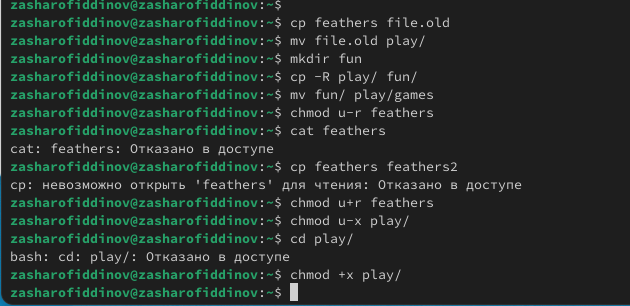 zasharofiddinov@zasharofiddinov:~$
zasharofiddinov@zasharofiddinov:~$ cp feathers file.old
zasharofiddinov@zasharofiddinov:~$ mv file.old play/
zasharofiddinov@zasharofiddinov:~$ mkdir fun
zasharofiddinov@zasharofiddinov:~$ cp -R play/ fun/
zasharofiddinov@zasharofiddinov:~$ mv fun/ play/games
zasharofiddinov@zasharofiddinov:~$ chmod u-r feathers
zasharofiddinov@zasharofiddinov:~$ cat feathers
cat: feathers: Отказано в доступе
zasharofiddinov@zasharofiddinov:~$ cp feathers feathers2
cp: невозможно открыть 'feathers' для чтения: Отказано в доступе
zasharofiddinov@zasharofiddinov:~$ chmod u+r feathers
zasharofiddinov@zasharofiddinov:~$ chmod u-x play/
zasharofiddinov@zasharofiddinov:~$ cd play/
bash: cd: play/: Отказано в доступе
zasharofiddinov@zasharofiddinov:~$ chmod +x play/
zasharofiddinov@zasharofiddinov:~$